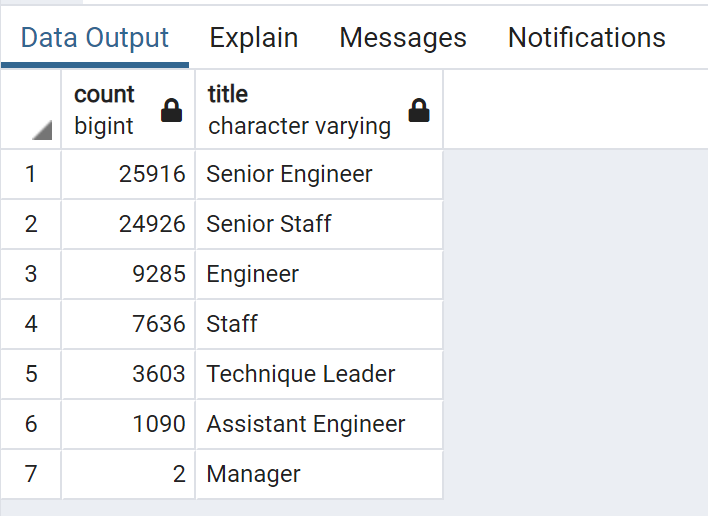 Data Output Explain Messages Notifications
count title
bigint character varying
1 25916 Senior Engineer
2 24926 Senior Staff
3 9285 Engineer
4 7636 Staff
5 3603 Technique Leader
6 1090 Assistant Engineer
7 2 Manager